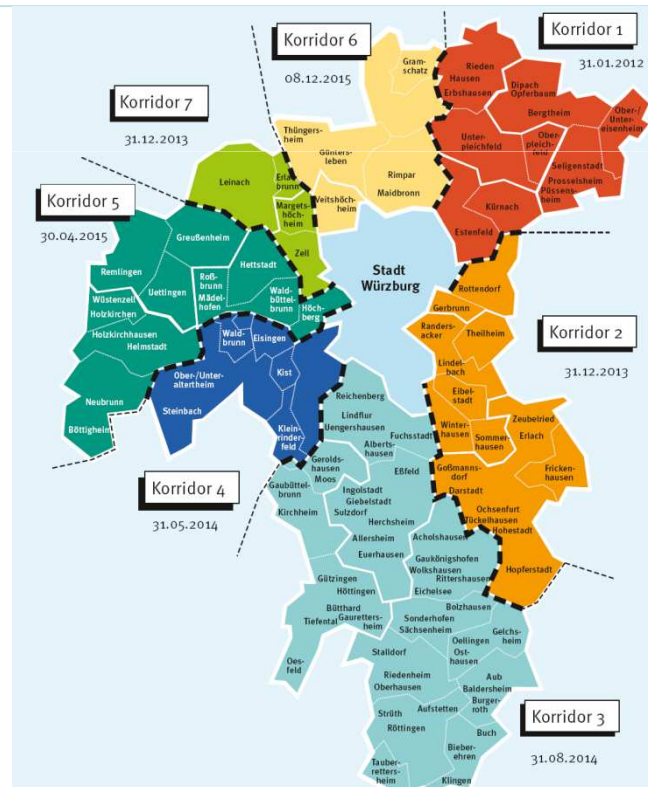 Korridor 1
31.01.2012
Korridor 6
08.12.2015
Korridor 7
31.12.2013
Korridor 5
30.04.2015
Korridor 2
31.12.2013
Korridor 4
31.05.2014
Korridor 3
31.08.2014
Stadt
Würzburg
Gram-
schatz
Thüngers-
heim
Günters-
leben
Rimpar
Maidbronn
Veitshöch-
heim
Rieden
Hausen
Erbshausen
Dipach
Opferbaum
Bergtheim
Ober-/
Unter-
eisenheim
Unter-
pleichfeld
Ober-
pleich-
feld
Seligenstadt
Prosselsheim
Püssens-
heim
Kürnach
Estenfeld
Leinach
Erla-
brunn
Margets-
höch-
heim
Zell
Greußenheim
Remlingen
Uettingen
Hettstadt
Roß-
brunn
Mädel-
hofen
Wald-
büttel-
brunn
Höch-
berg
Wüstenzell
Holzkirchen
Holzkirchhausen
Helmstadt
Neubrunn
Böttigheim
Wald-
brunn
Eisingen
Kist
Ober-/Unter-
altertheim
Steinbach
Klein-
rinder-
feld
Rottendorf
Gerbrunn
Randers-
acker
Theilheim
Lindel-
bach
Eibel-
stadt
Winter-
hausen
Sommer-
hausen
Zeubelried
Erlach
Fricken-
hausen
Goßmanns-
dorf
Darstadt
Ochsenfurt
Tückelhausen
Hohestadt
Hopferstadt
Reichenberg
Lindflur
Uengershausen
Fuchsstadt
Alberts-
hausen
Eßfeld
Gerolds-
hausen
Moos
Gaubüttel-
brunn
Kirchheim
Ingolstadt
Giebelstadt
Sulzdorf
Herchsheim
Allersheim
Euerhausen
Acholshausen
Gaukönigshofen
Wolkshausen
Rittershausen
Eichelsee
Gützingen
Höttingen
Bütthard
Tiefental
Gauretters-
heim
Oesfeld
Bolzhausen
Sonderhofen
Sächsenheim
Gelchs-
heim
Oellingen
Ost-
hausen
Stalldorf
Riedenheim
Oberhausen
Aub
Baldersheim
Burger-
roth
Strüth
Aufstetten
Röttingen
Buch
Bieber-
ehren
Tauber-
retters-
heim
Klingen